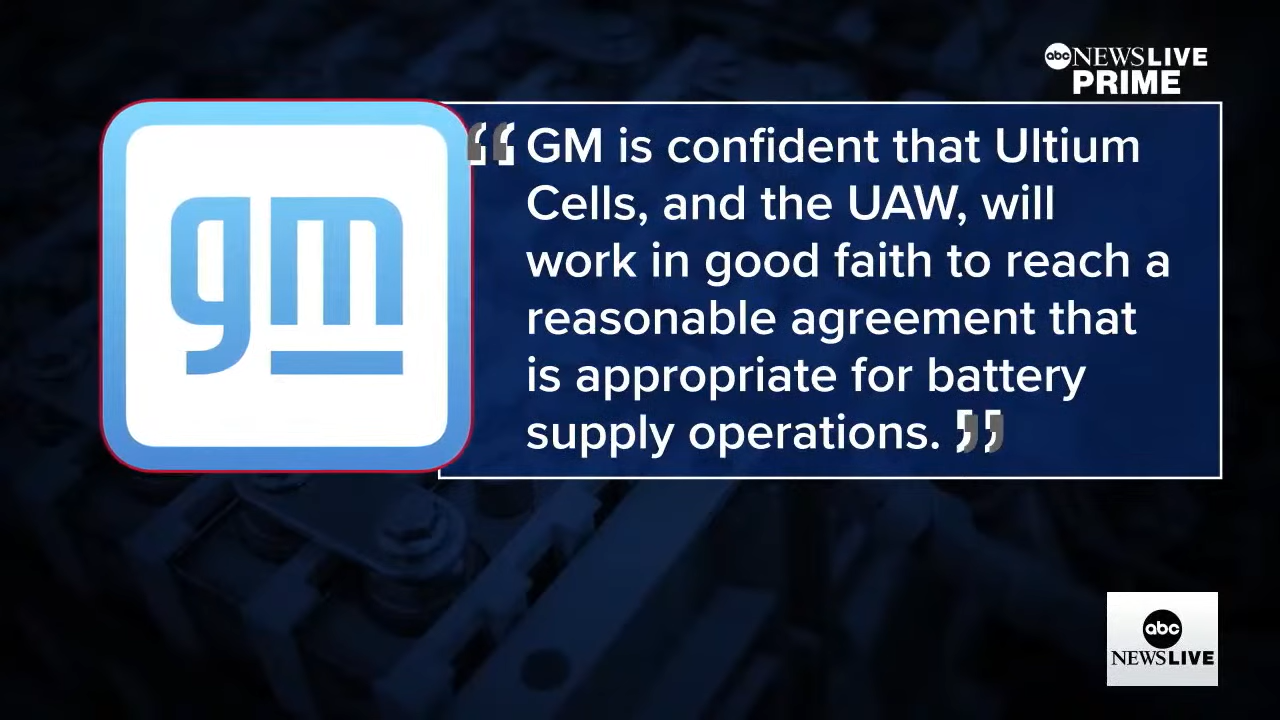 abc NEWS LIVE
PRIME
gm
“ GM is confident that Ultium
Cells, and the UAW, will
work in good faith to reach a
reasonable agreement that
is appropriate for battery
supply operations. ”
abc
NEWS LIVE